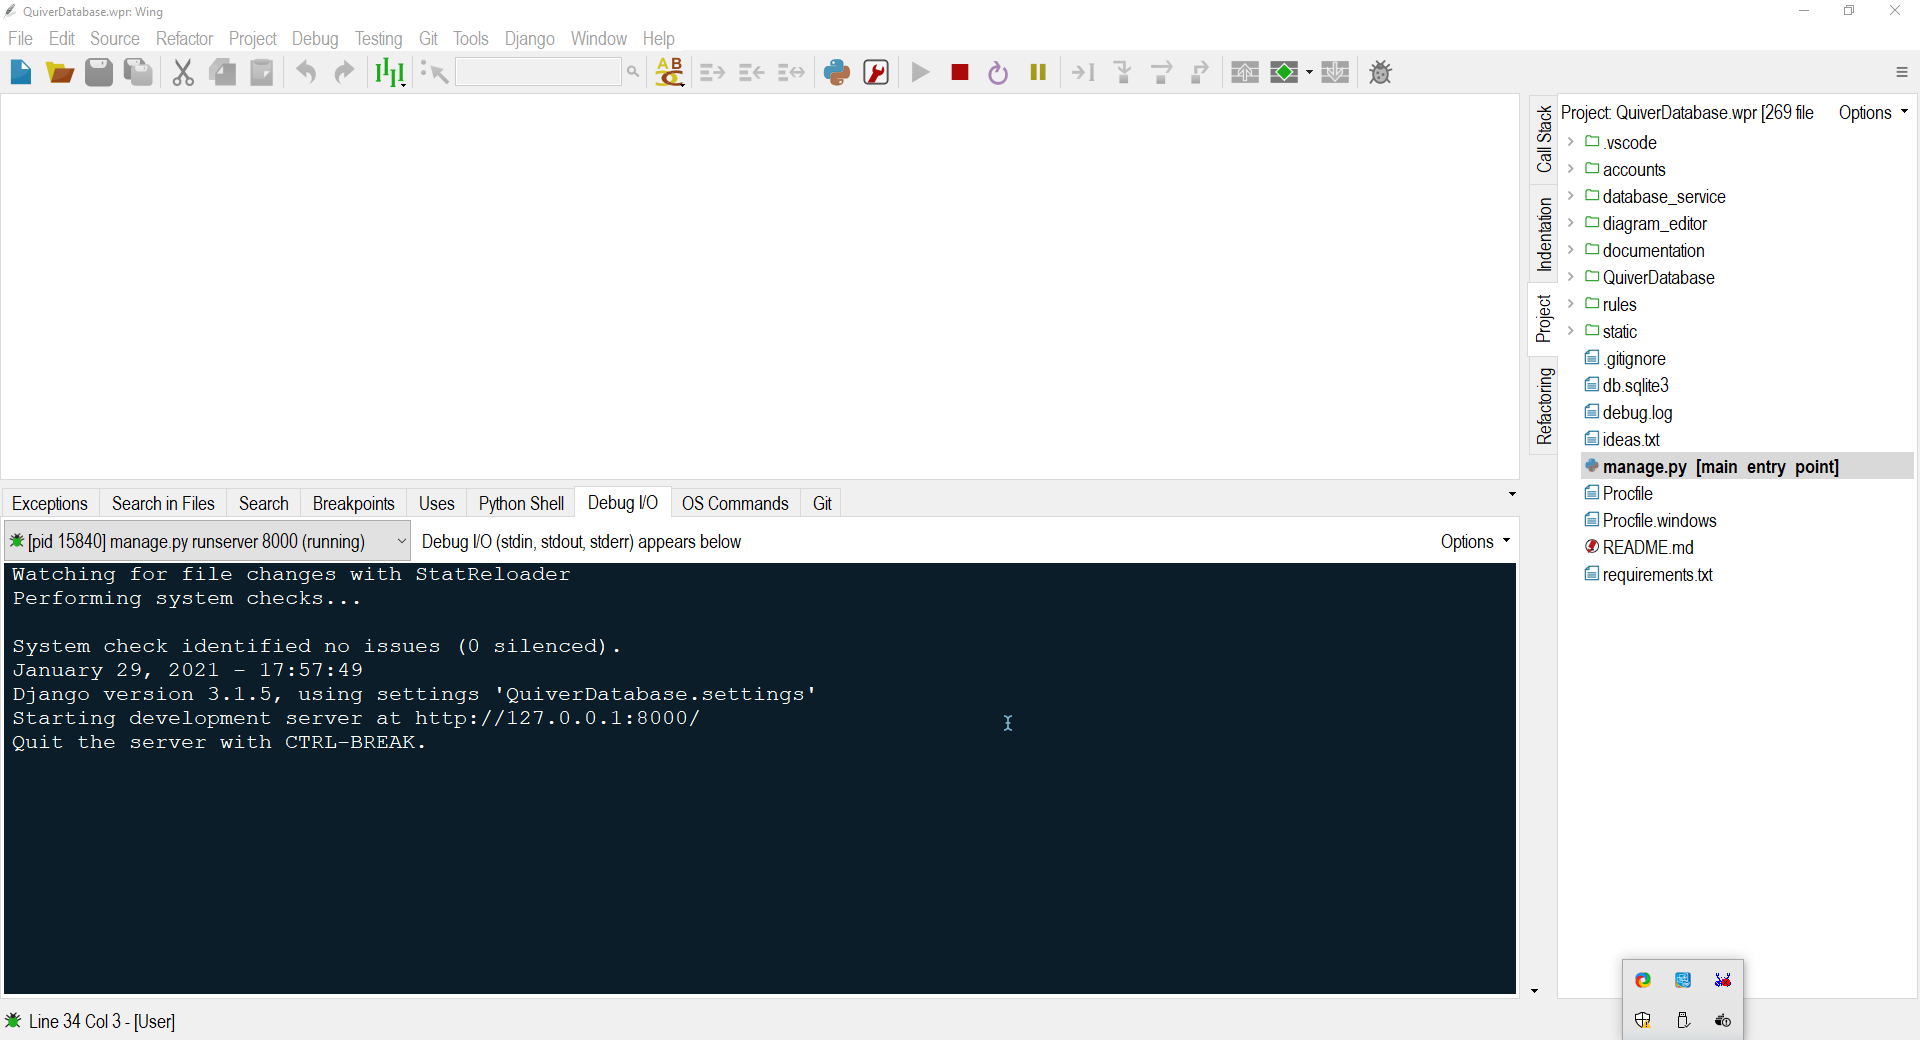 QuiverDatabase.wpr: Wing
File Edit Source Refactor Project Debug Testing Git Tools Django Window Help
AB
Call Stack
Indentation
Project
Refactoring
Project: QuiverDatabase.wpr [269 file Options
.vscode
accounts
database_service
diagram_editor
documentation
QuiverDatabase
rules
static
.gitignore
db.sqlite3
debug.log
ideas.txt
manage.py [main entry point]
Procfile
Procfile.windows
README.md
requirements.txt
Exceptions Search in Files Search Breakpoints Uses Python Shell Debug I/O OS Commands Git
[pid 15840] manage.py runserver 8000 (running) Debug I/O (stdin, stdout, stderr) appears below Options
Watching for file changes with StatReloader
Performing system checks...
System check identified no issues (0 silenced).
January 29, 2021 - 17:57:49
Django version 3.1.5, using settings 'QuiverDatabase.settings'
Starting development server at http://127.0.0.1:8000/
Quit the server with CTRL-BREAK.
Line 34 Col 3 - [User]